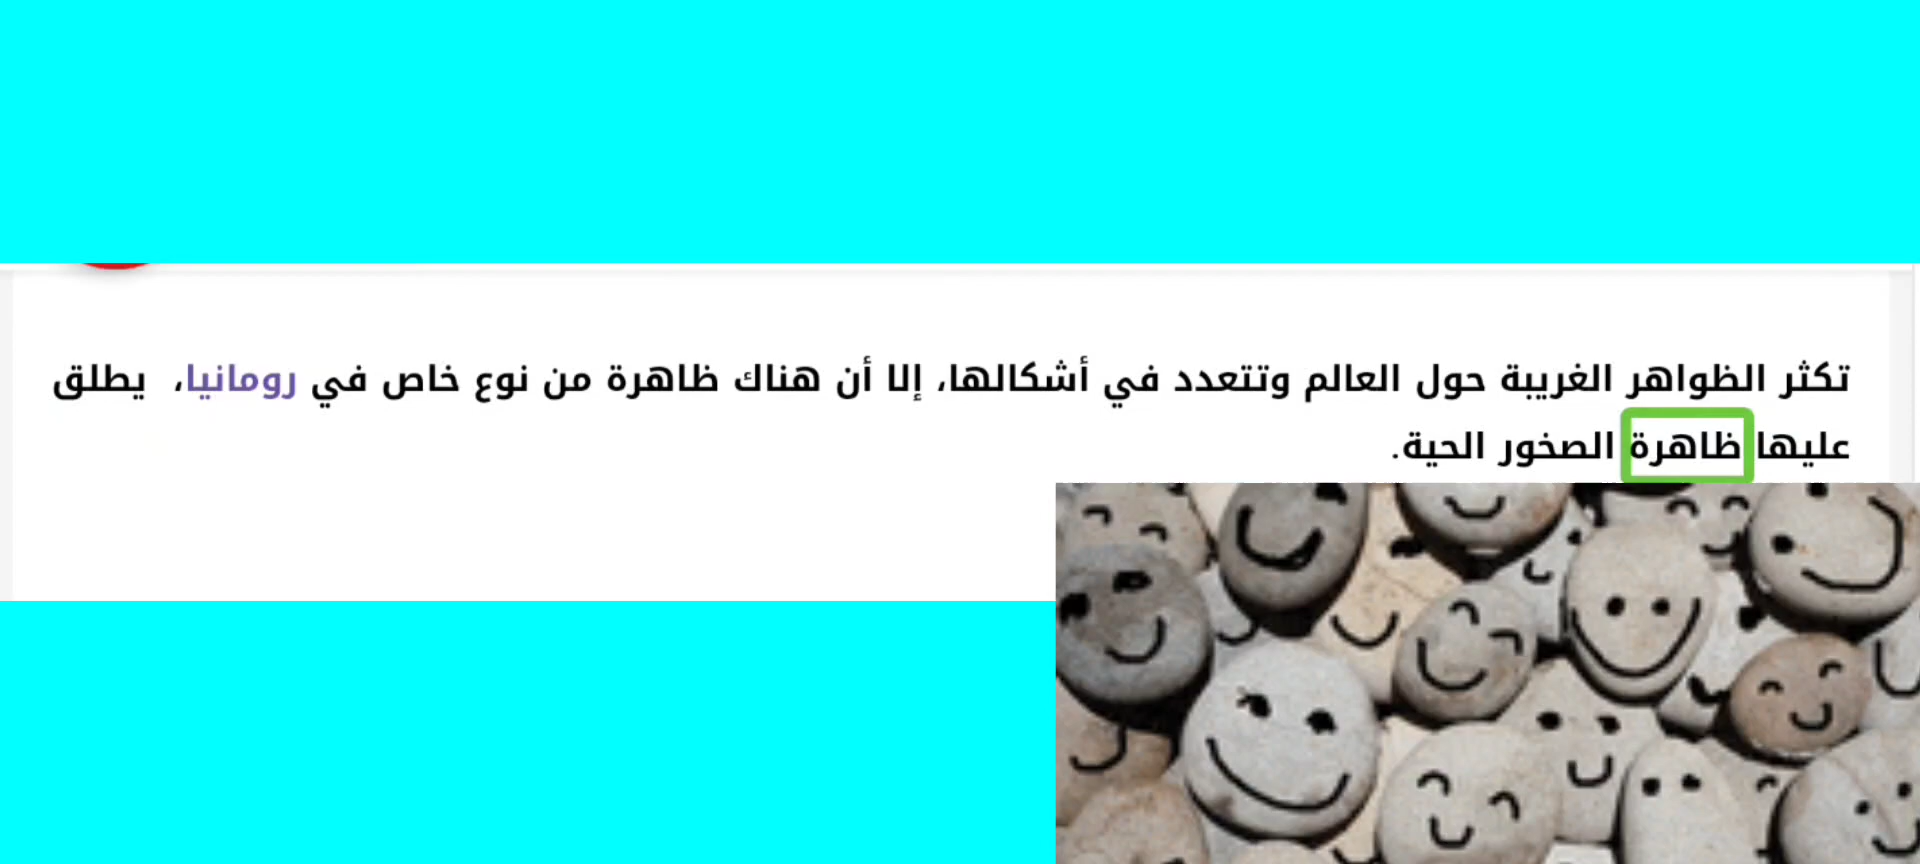 تكثر الظواهر الغريبة حول العالم وتتعدد في أشكالها، إلا أن هناك ظاهرة من نوع خاص في رومانيا، يطلق
عليها ظاهرة الصخور الحية.